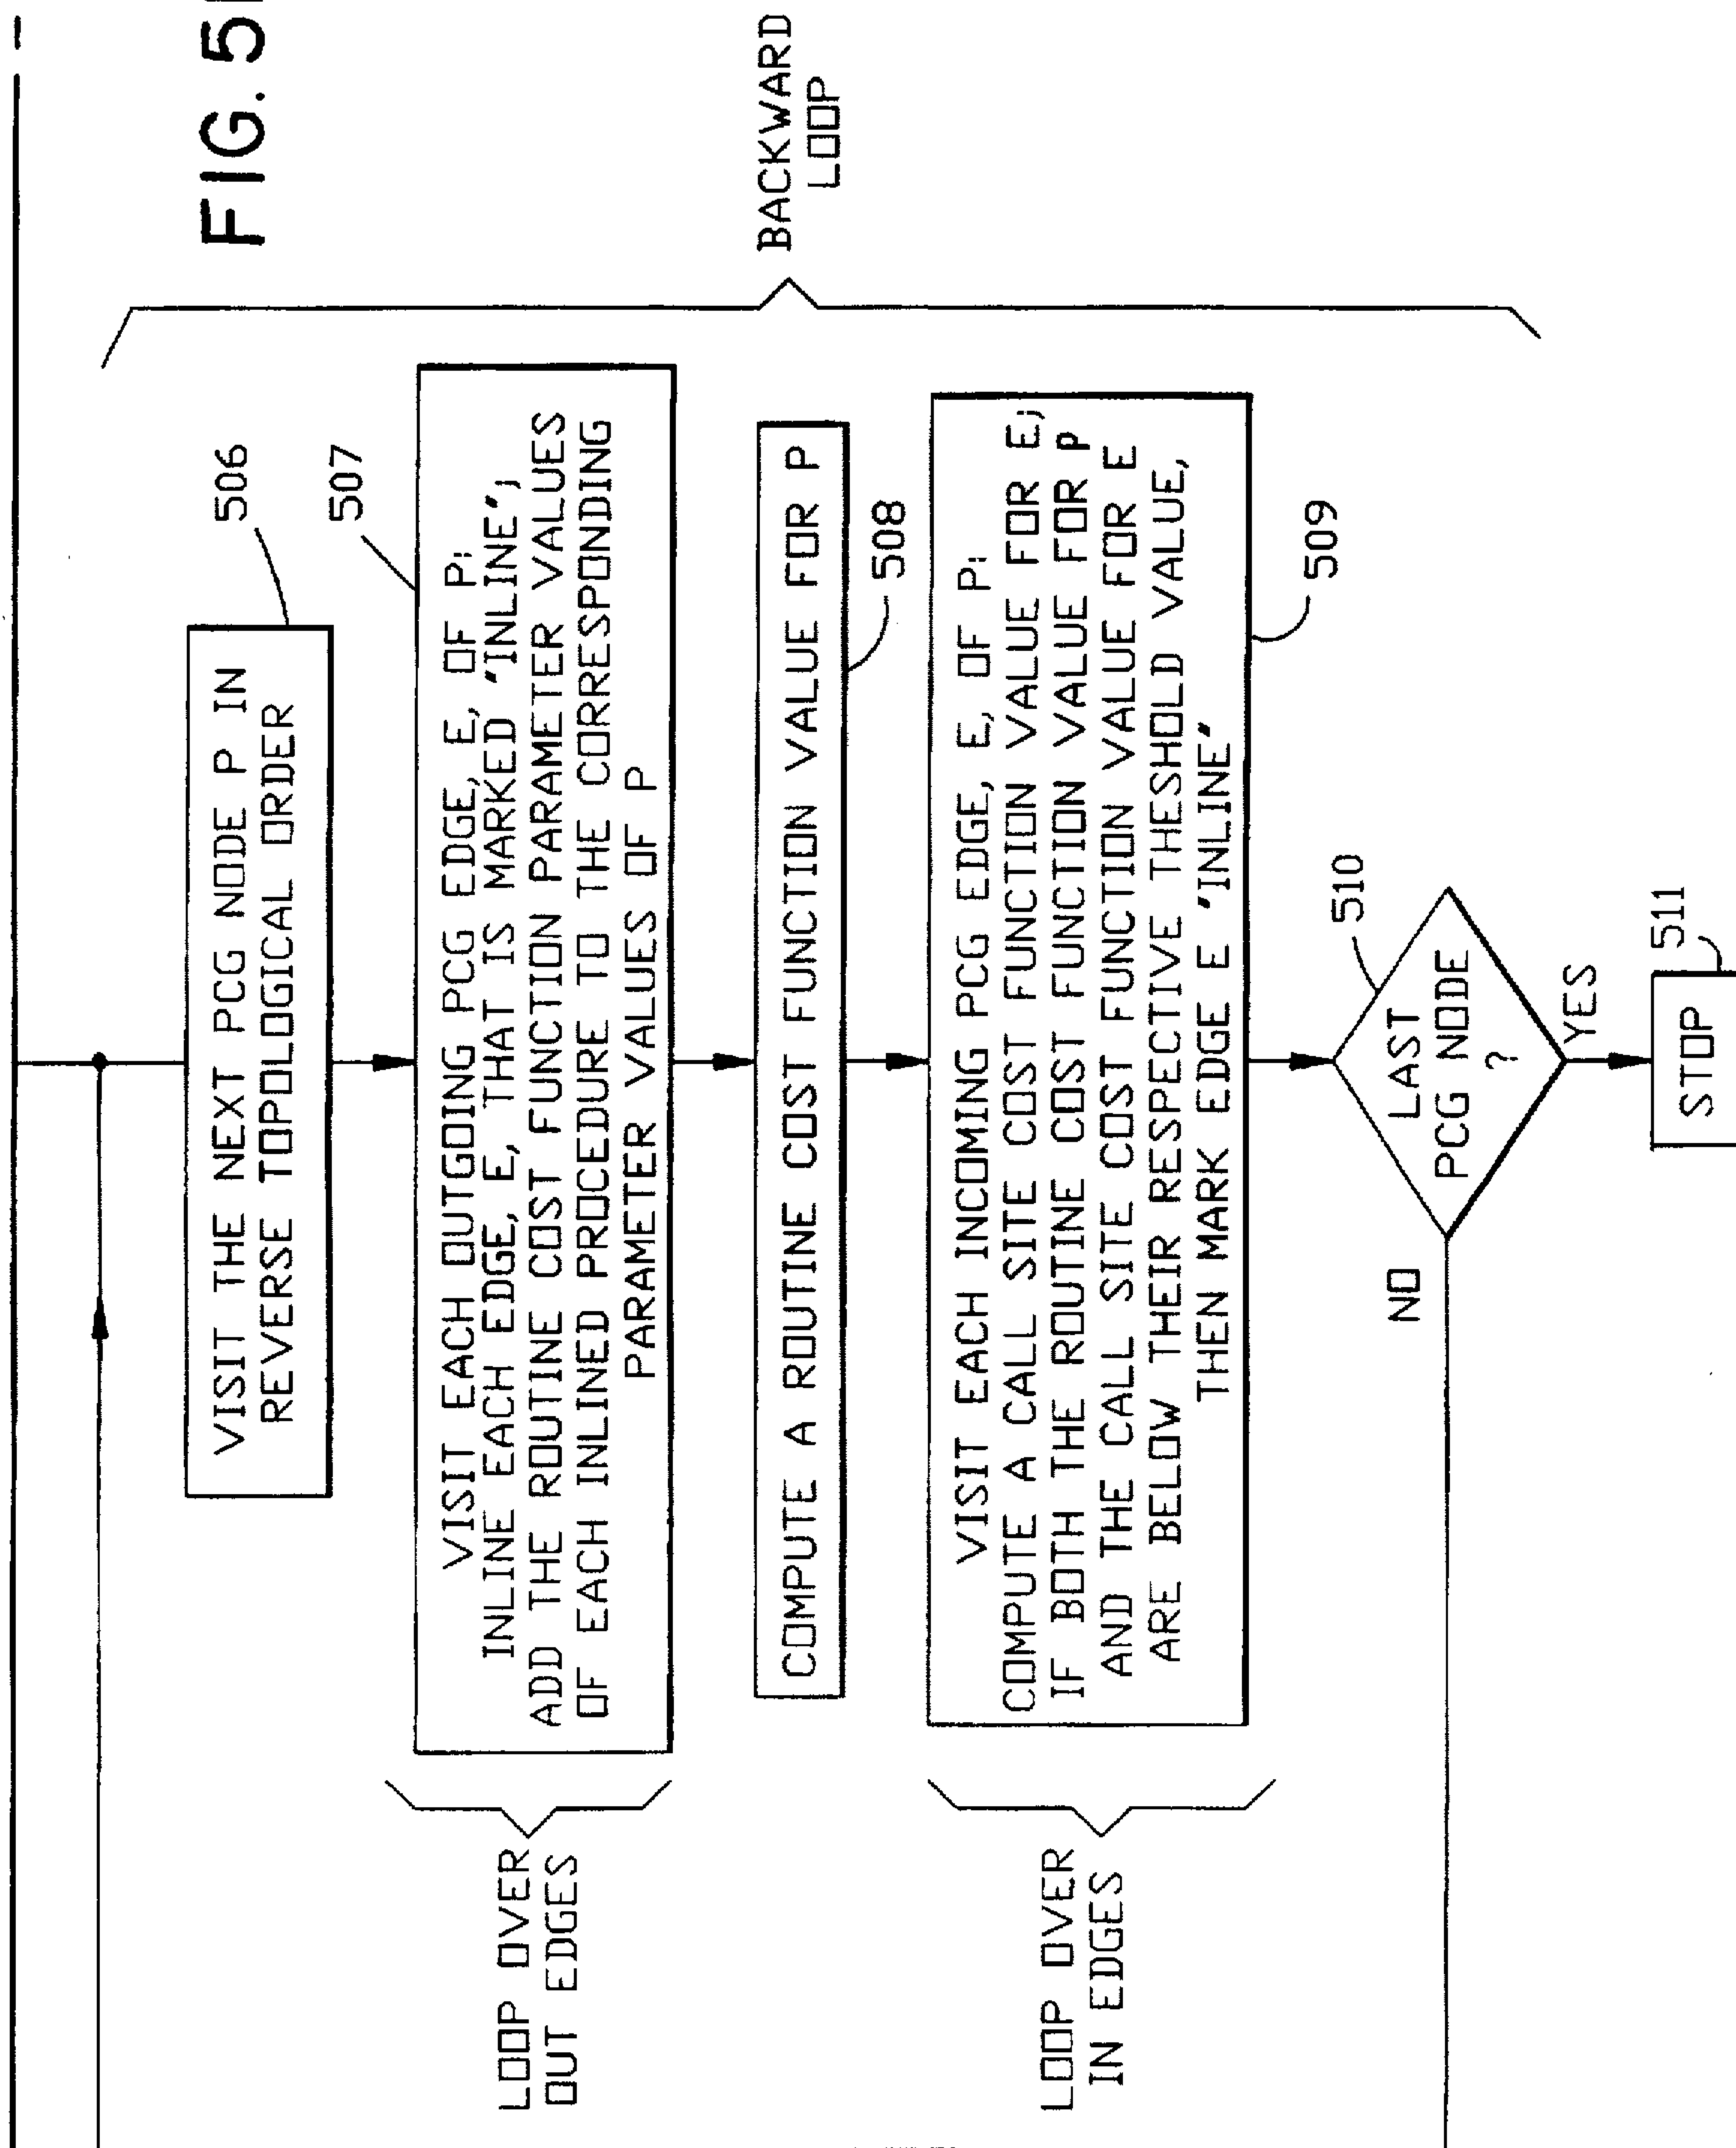 FIG. 5
506
VISIT THE NEXT PCG NODE P IN
REVERSE TOPOLOGICAL ORDER
507
LOOP OVER
OUT EDGES
VISIT EACH OUTGOING PCG EDGE, E, OF P:
INLINE EACH EDGE, E, THAT IS MARKED "INLINE";
ADD THE ROUTINE COST FUNCTION PARAMETER VALUES
OF EACH INLINED PROCEDURE TO THE CORRESPONDING
PARAMETER VALUES OF P
BACKWARD
LOOP
COMPUTE A ROUTINE COST FUNCTION VALUE FOR P
508
LOOP OVER
IN EDGES
VISIT EACH INCOMING PCG EDGE, E, OF P:
COMPUTE A CALL SITE COST FUNCTION VALUE FOR E;
IF BOTH THE ROUTINE COST FUNCTION VALUE FOR P
AND THE CALL SITE COST FUNCTION VALUE FOR E
ARE BELOW THEIR RESPECTIVE THESHOLD VALUE,
THEN MARK EDGE E "INLINE"
509
510
LAST
PCG NODE
?
NO
YES
511
STOP